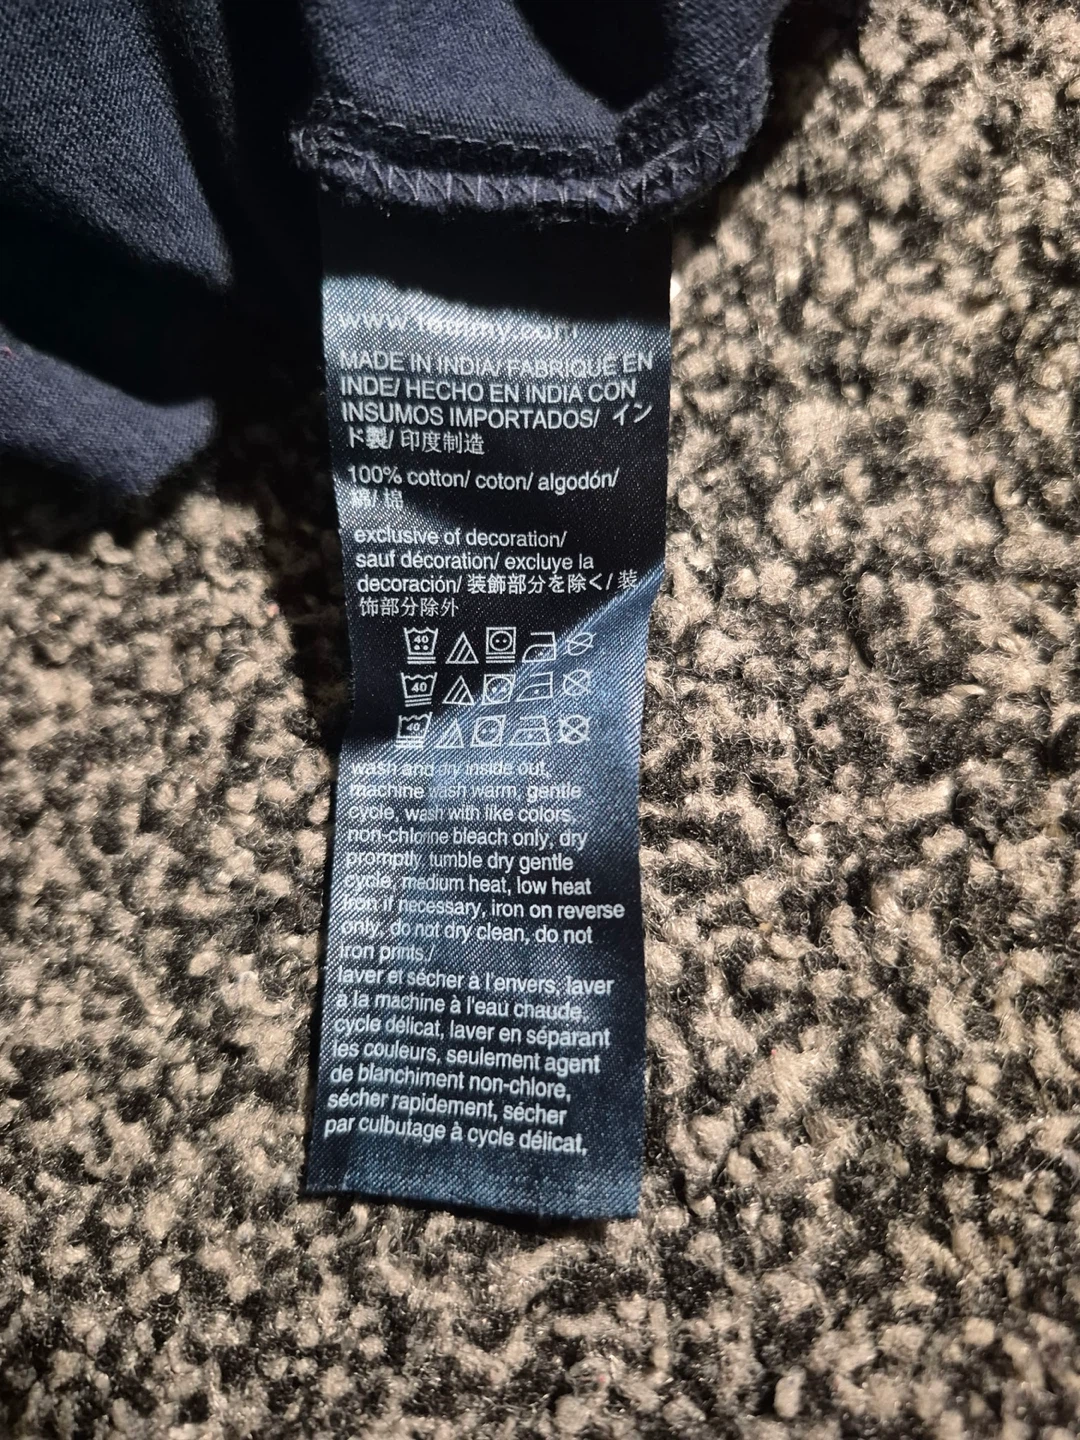 MADE IN INDIA/ FABRIQUÉ EN
INDE/ HECHO EN INDIA CON
INSUMOS IMPORTADOS/ イン
ド製/ 印度制造
100% cotton/ coton/ algodón/
綿/ 棉
exclusive of decoration/
sauf décoration/ excluye la
decoración/ 装飾部分を除く/ 装
饰部分除外
40
40
40
wash and dry inside out,
machine wash warm, gentle
cycle, wash with like colors,
non-chlorine bleach only, dry
promptly, tumble dry gentle
cycle, medium heat, low heat
iron if necessary, iron on reverse
only, do not dry clean, do not
iron prints./
laver et sécher à l'envers, laver
à la machine à l'eau chaude,
cycle délicat, laver en séparant
les couleurs, seulement agent
de blanchiment non-chlore,
sécher rapidement, sécher
par culbutage à cycle délicat,